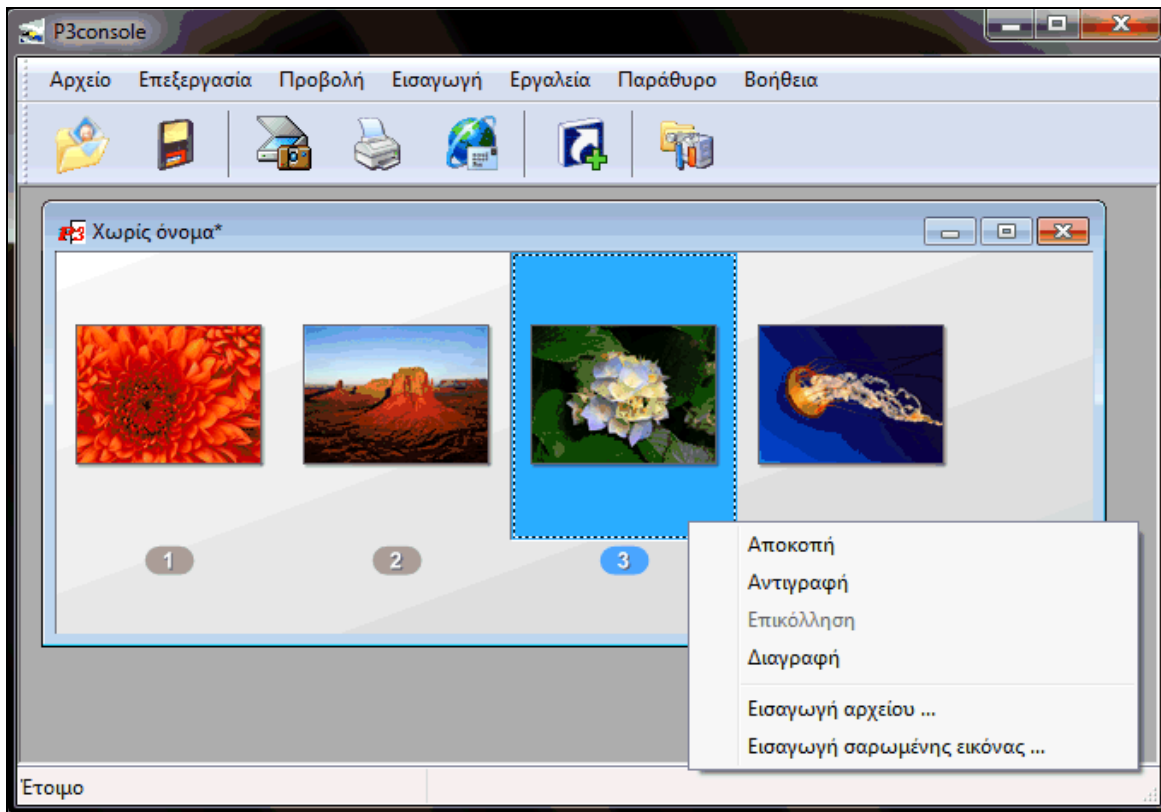 P3console
Αρχείο Επεξεργασία Προβολή Εισαγωγή Εργαλεία Παράθυρο Βοήθεια
P3 Χωρίς όνομα*
1 2 3
Αποκοπή
Αντιγραφή
Επικόλληση
Διαγραφή
Εισαγωγή αρχείου ...
Εισαγωγή σαρωμένης εικόνας ...
Έτοιμο